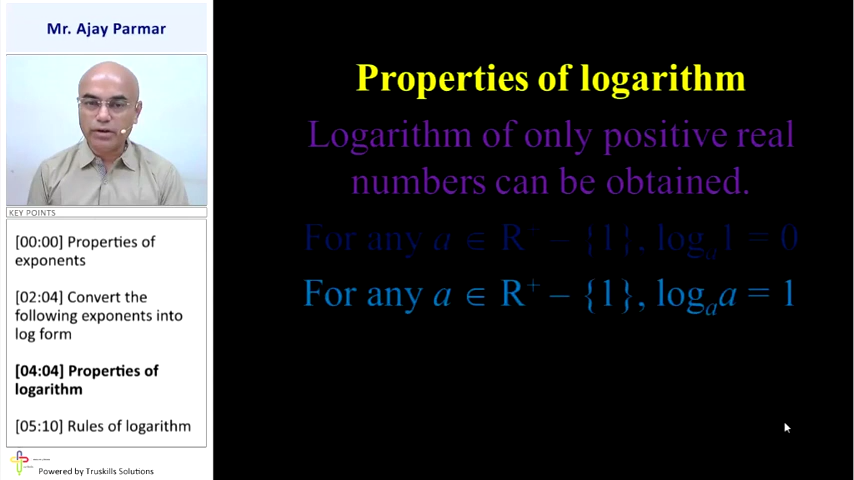 Mr. Ajay Parmar
KEY POINTS
[00:00] Properties of
exponents
[02:04] Convert the
following exponents into
log form
[04:04] Properties of
logarithm
[05:10] Rules of logarithm
Powered by Truskills Solutions
Properties of logarithm
Logarithm of only positive real
numbers can be obtained.
For any a ∈ R⁺ – {1}, logₐ1 = 0
For any a ∈ R⁺ – {1}, logₐa = 1